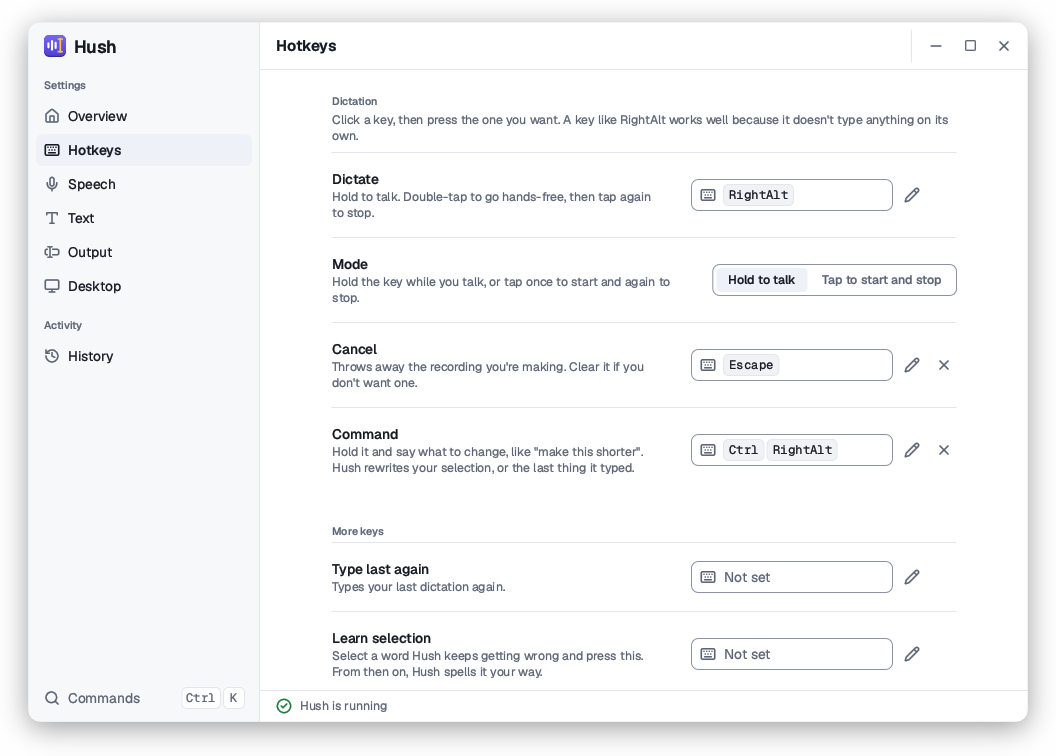 Hush
Settings
Overview
Hotkeys
Speech
Text
Output
Desktop
Activity
History
Commands
Ctrl K
Hotkeys
Dictation
Click a key, then press the one you want. A key like RightAlt works well because it doesn't type anything on its
own.
Dictate
Hold to talk. Double-tap to go hands-free, then tap again
to stop.
RightAlt
Mode
Hold the key while you talk, or tap once to start and again to
stop.
Hold to talk
Tap to start and stop
Cancel
Throws away the recording you're making. Clear it if you
don't want one.
Escape
Command
Hold it and say what to change, like "make this shorter".
Hush rewrites your selection, or the last thing it typed.
Ctrl RightAlt
More keys
Type last again
Types your last dictation again.
Not set
Learn selection
Select a word Hush keeps getting wrong and press this.
From then on, Hush spells it your way.
Not set
Hush is running